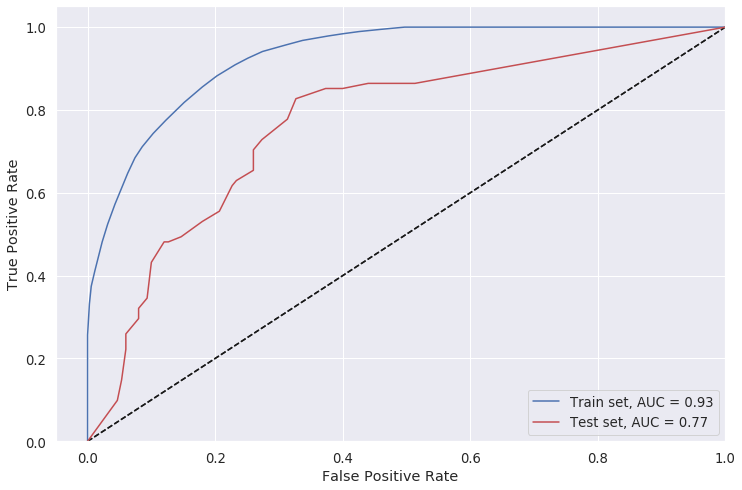 1.0
0.8
0.6
0.4
0.2
0.0
True Positive Rate
0.0 0.2 0.4 0.6 0.8 1.0
False Positive Rate
Train set, AUC = 0.93
Test set, AUC = 0.77